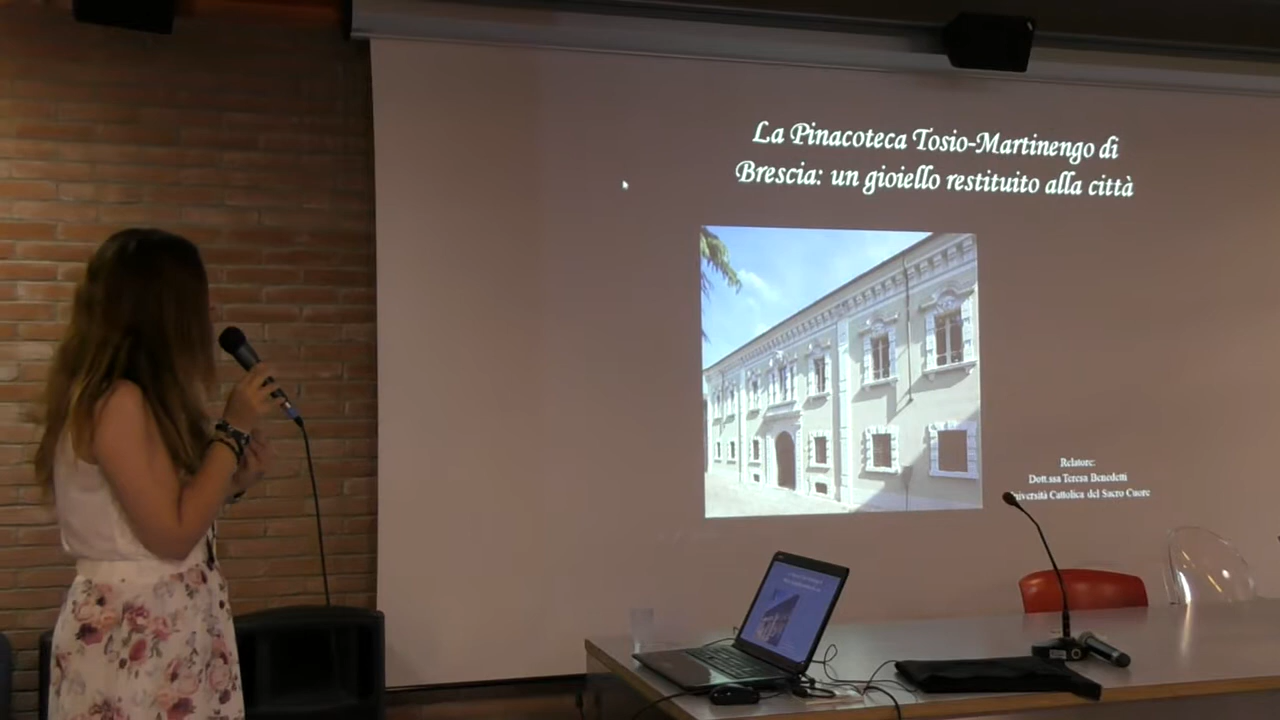 La Pinacoteca Tosio-Martinengo di
Brescia: un gioiello restituito alla città
Relatore:
Dott.ssa Teresa Benedetti
Università Cattolica del Sacro Cuore